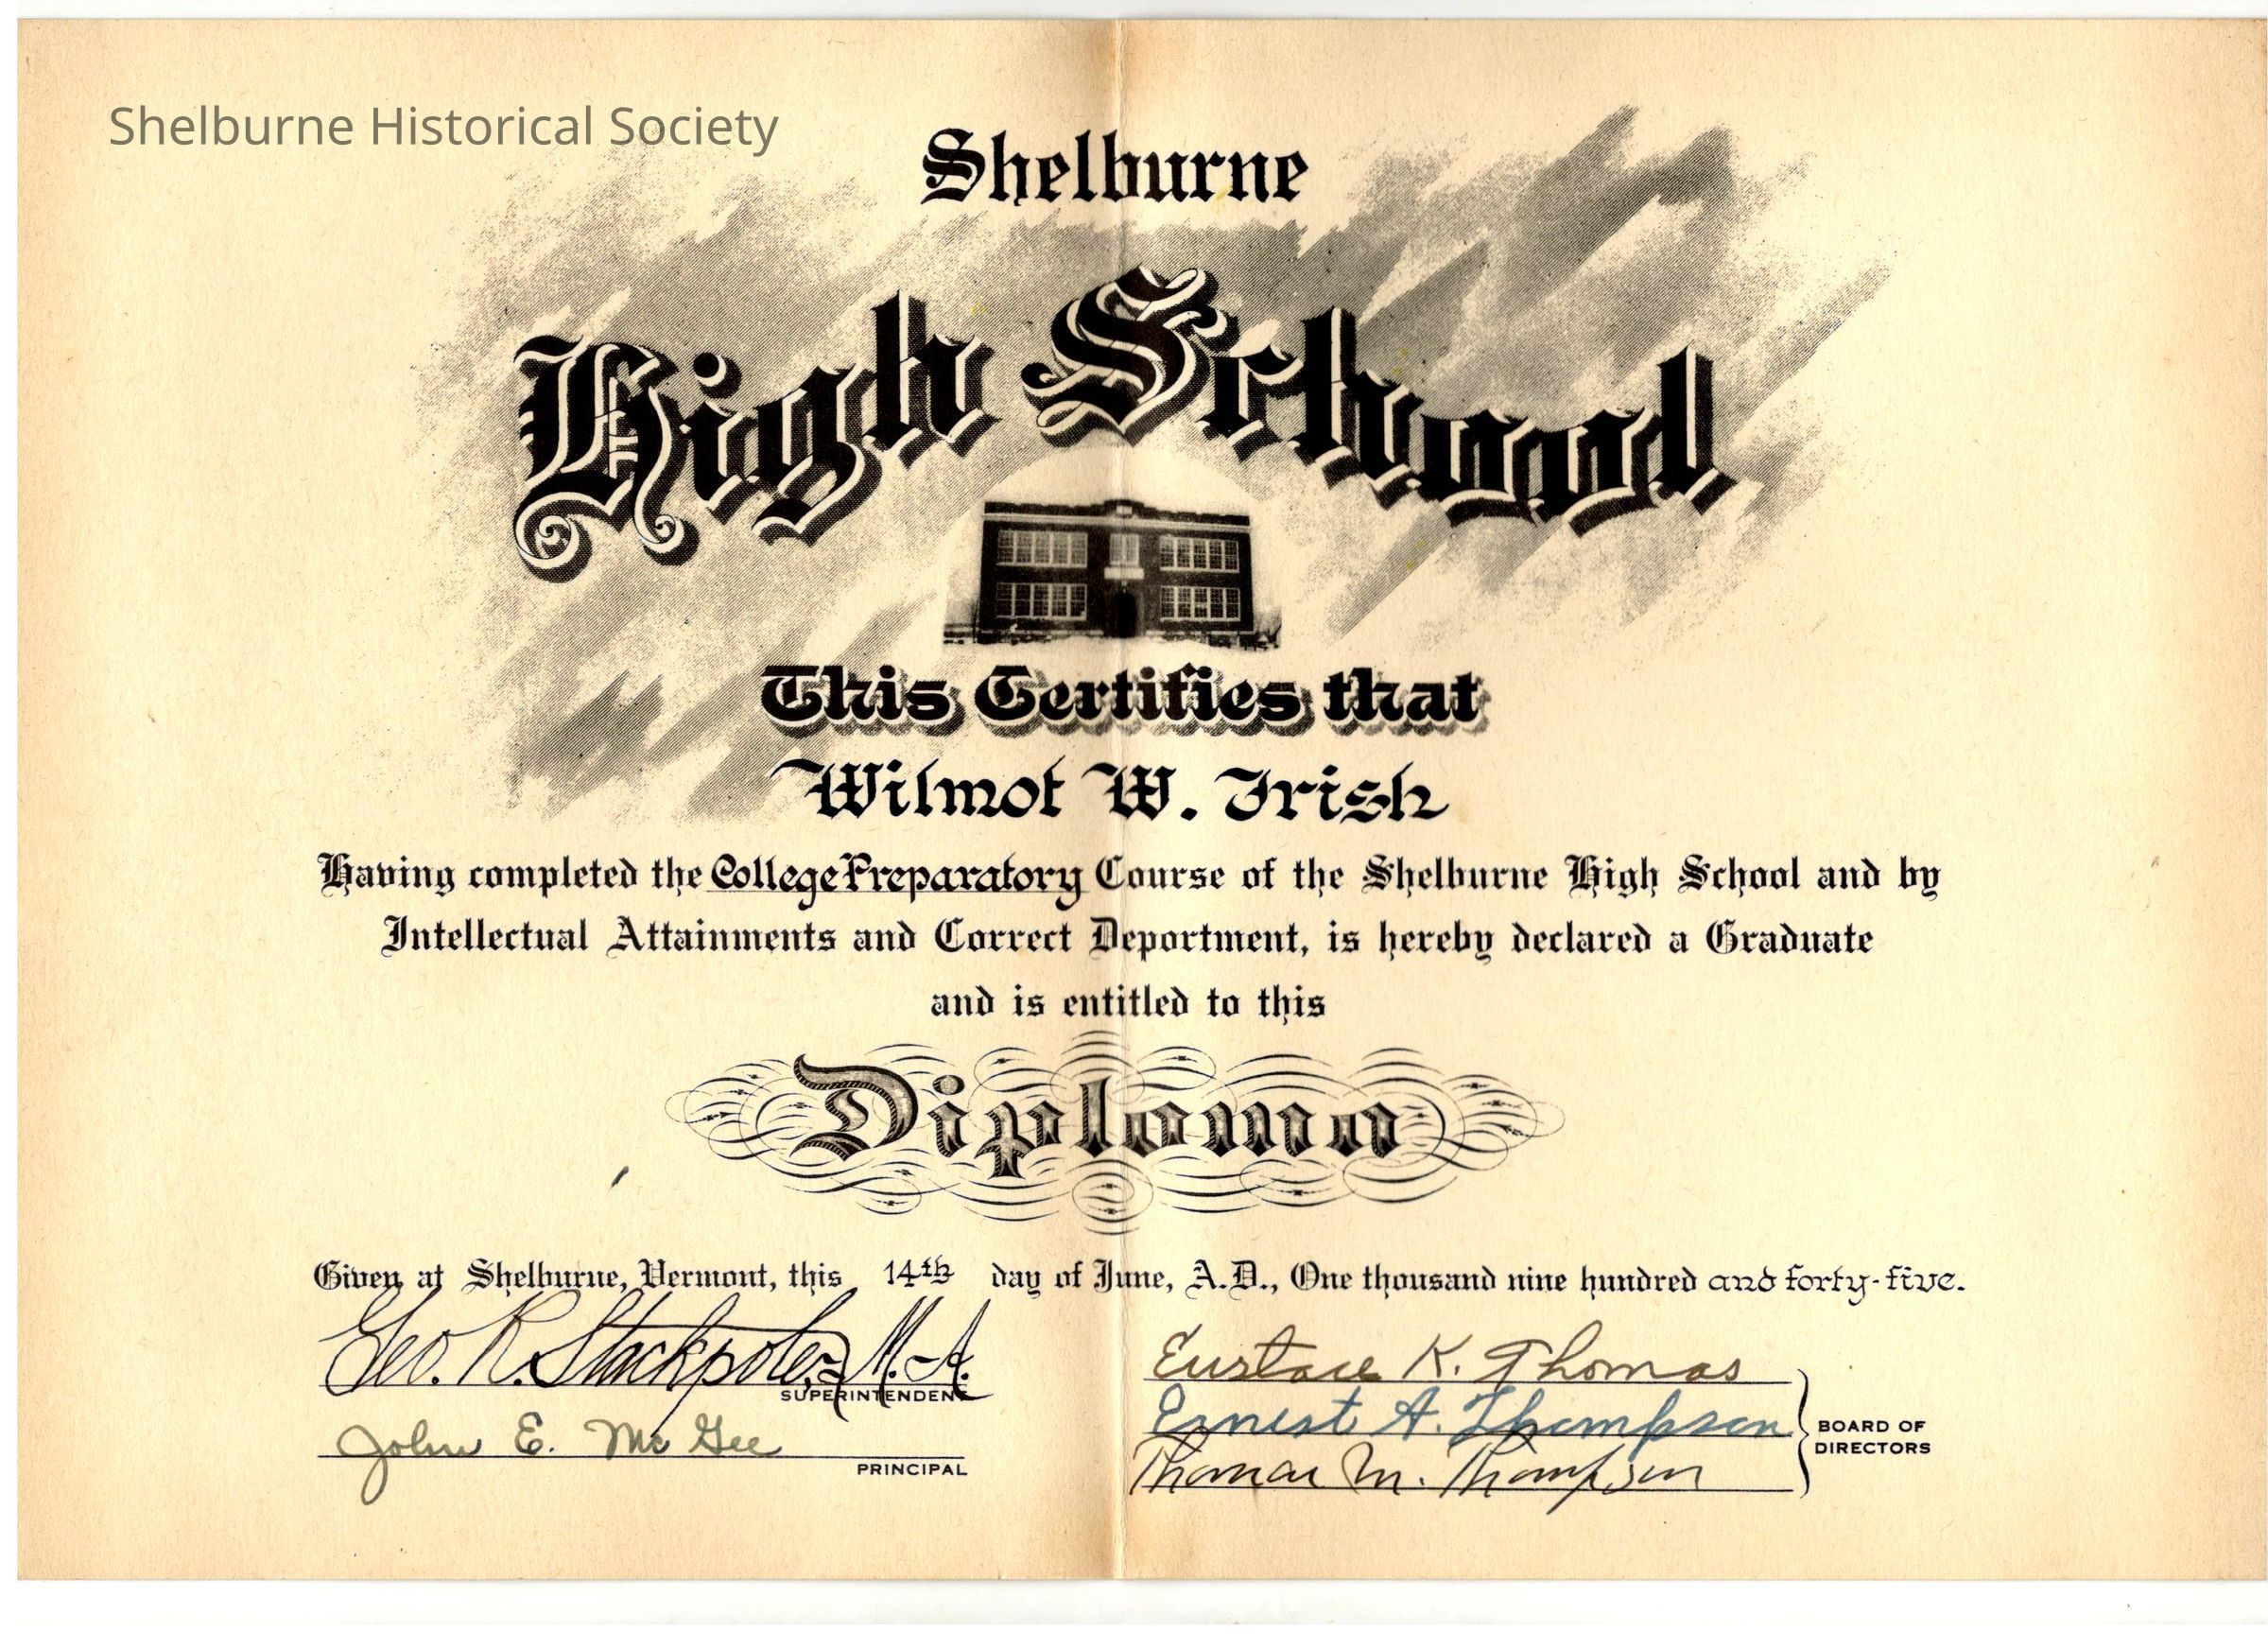 Shelburne Historical Society
Shelburne
High School
This Certifies that
Wilmot W. Irish
Having completed the College Preparatory Course of the Shelburne High School and by
Intellectual Attainments and Correct Deportment, is hereby declared a Graduate
and is entitled to this
Diploma
Given at Shelburne, Vermont, this 14th day of June, A.D., One thousand nine hundred and forty-five.
Geo. R. Stackpole, M.A.
SUPERINTENDENT
John E. McGee
PRINCIPAL
Eustace K. Thomas
Ernest A. Thompson
Thomas M. Thompson
BOARD OF
DIRECTORS